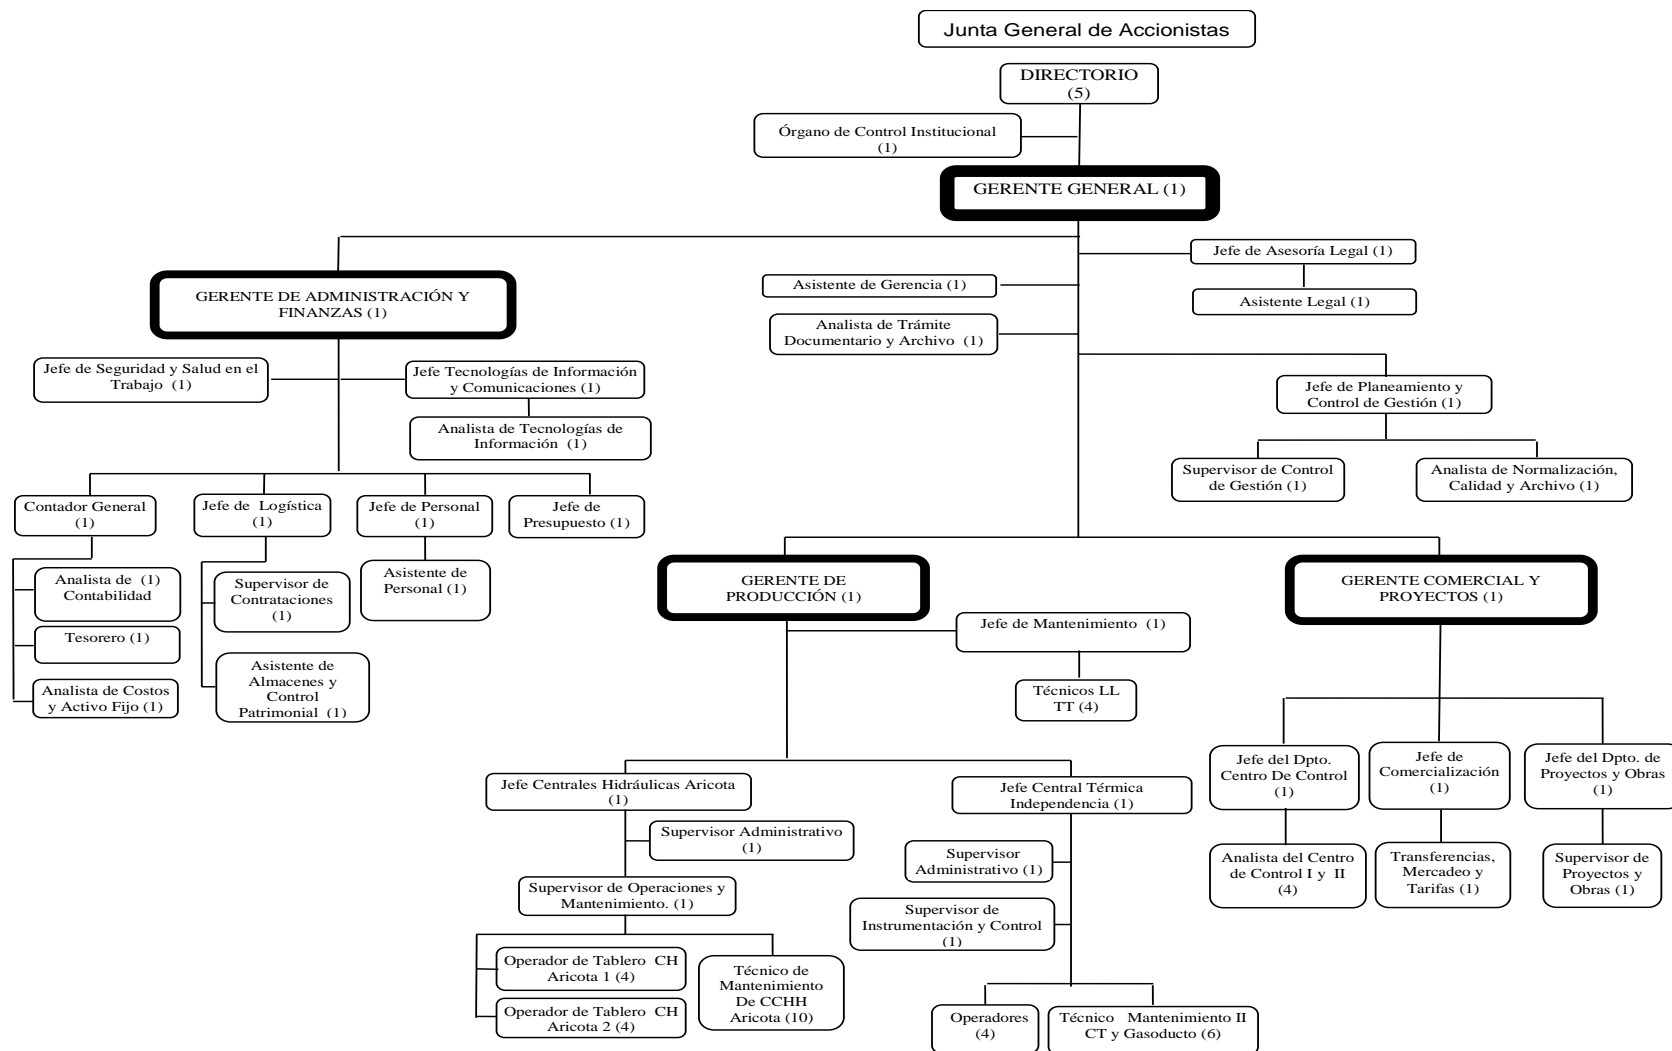 Junta General de Accionistas
DIRECTORIO
(5)
Órgano de Control Institucional
(1)
GERENTE GENERAL (1)
Jefe de Asesoría Legal (1)
Asistente de Gerencia (1)
Asistente Legal (1)
GERENTE DE ADMINISTRACIÓN Y
FINANZAS (1)
Analista de Trámite
Documentario y Archivo (1)
Jefe de Seguridad y Salud en el
Trabajo (1)
Jefe Tecnologías de Información
y Comunicaciones (1)
Jefe de Planeamiento y
Control de Gestión (1)
Analista de Tecnologías de
Información (1)
Supervisor de Control
de Gestión (1)
Analista de Normalización,
Calidad y Archivo (1)
Contador General
(1)
Jefe de Logística
(1)
Jefe de Personal
(1)
Jefe de
Presupuesto (1)
Analista de (1)
Contabilidad
Supervisor de
Contrataciones
(1)
Asistente de
Personal (1)
GERENTE DE
PRODUCCIÓN (1)
GERENTE COMERCIAL Y
PROYECTOS (1)
Tesorero (1)
Jefe de Mantenimiento (1)
Analista de Costos
y Activo Fijo (1)
Asistente de
Almacenes y
Control
Patrimonial (1)
Técnicos LL
TT (4)
Jefe Centrales Hidráulicas Aricota
(1)
Jefe Central Térmica
Independencia (1)
Jefe del Dpto.
Centro De Control
(1)
Jefe de
Comercialización
(1)
Jefe del Dpto. de
Proyectos y Obras
(1)
Supervisor Administrativo
(1)
Supervisor
Administrativo (1)
Analista del Centro
de Control I y II
(4)
Transferencias,
Mercadeo y
Tarifas (1)
Supervisor de
Proyectos y
Obras (1)
Supervisor de Operaciones y
Mantenimiento. (1)
Supervisor de
Instrumentación y Control
(1)
Operador de Tablero CH
Aricota 1 (4)
Técnico de
Mantenimiento
De CCHH
Aricota (10)
Operador de Tablero CH
Aricota 2 (4)
Operadores
(4)
Técnico Mantenimiento II
CT y Gasoducto (6)